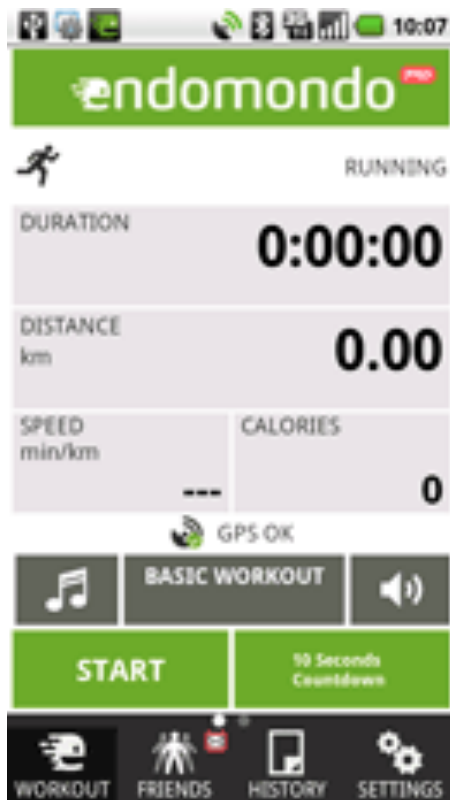 10:07
endomondo PRO
RUNNING
DURATION
0:00:00
DISTANCE
km
0.00
SPEED
min/km
---
CALORIES
0
GPS OK
BASIC WORKOUT
START
10 Seconds
Countdown
WORKOUT
FRIENDS
HISTORY
SETTINGS